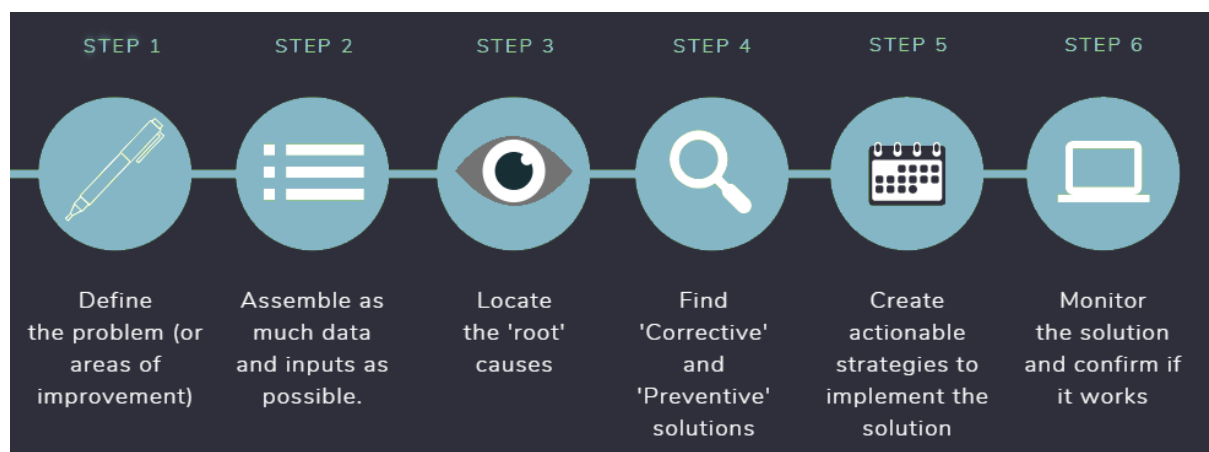 STEP 1
Define
the problem (or
areas of
improvement)
STEP 2
Assemble as
much data
and inputs as
possible.
STEP 3
Locate
the 'root'
causes
STEP 4
Find
'Corrective'
and
'Preventive'
solutions
STEP 5
Create
actionable
strategies to
implement the
solution
STEP 6
Monitor
the solution
and confirm if
it works